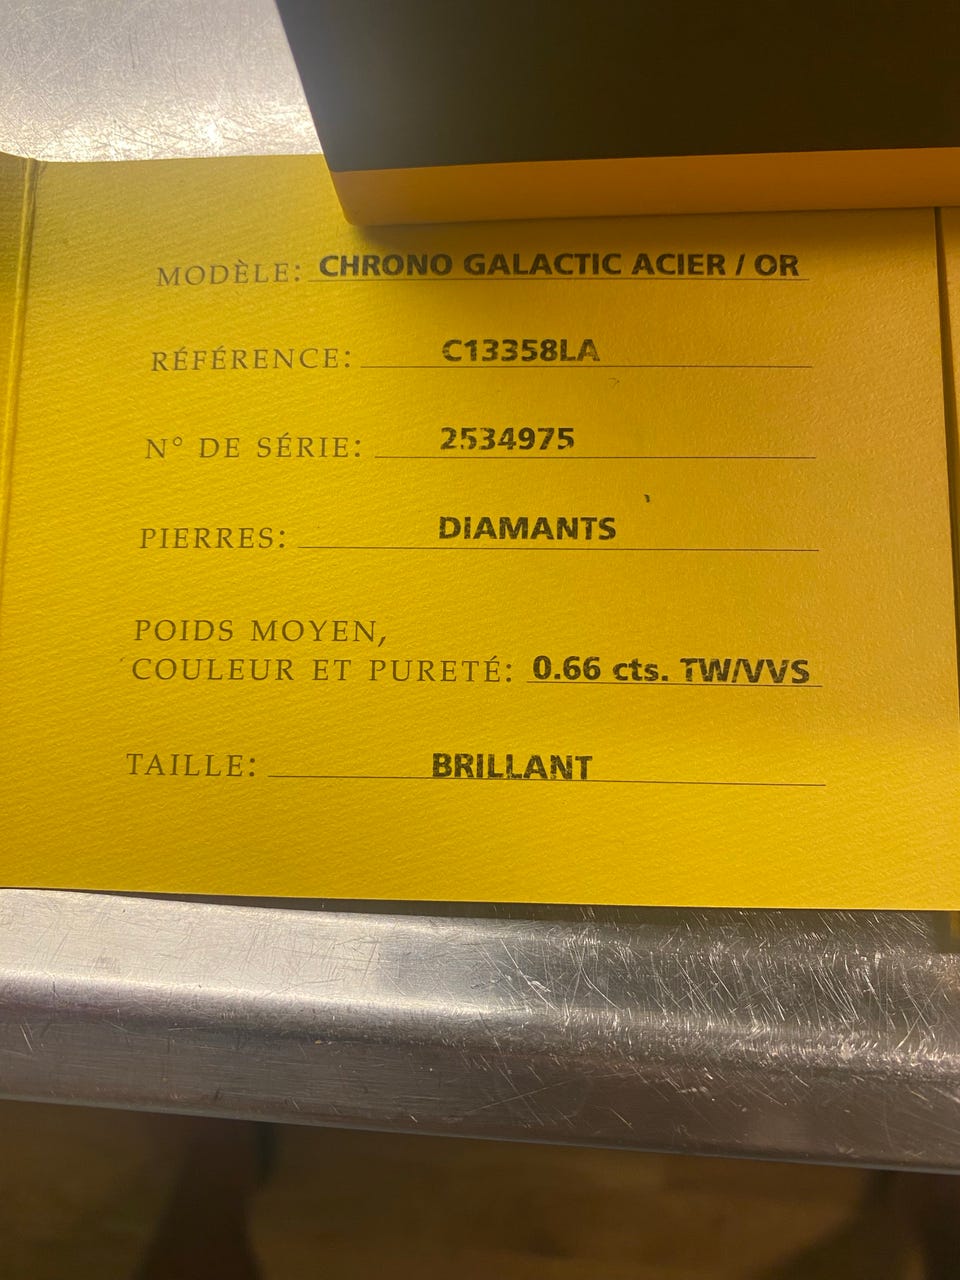 MODÈLE: CHRONO GALACTIC ACIER / OR
RÉFÉRENCE: C13358LA
N° DE SÉRIE: 2534975
PIERRES: DIAMANTS
POIDS MOYEN,
COULEUR ET PURETÉ: 0.66 cts. TW/VVS
TAILLE: BRILLANT